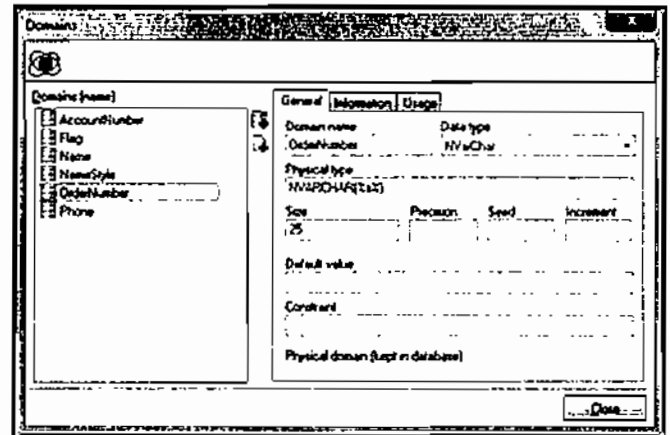 Domains
Domains (name)
AccountNumber
Flag
Name
NameStyle
OrderNumber
Phone
General Information Usage
Domain name Data type
OrderNumber NVarChar
Physical type
NVARCHAR(%s%)
Size Precision Seed Increment
25
Default value
Constraint
Physical domain (kept in database)
Close